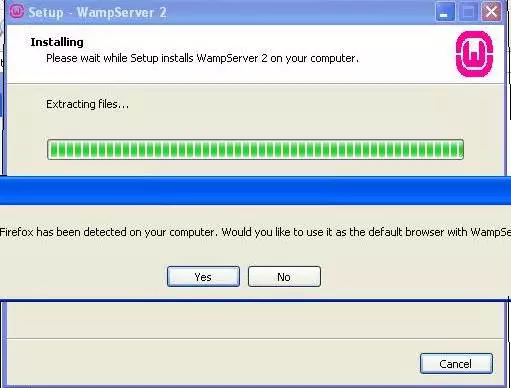 Setup - WampServer 2
Installing
Please wait while Setup installs WampServer 2 on your computer.
W
Extracting files...
Firefox has been detected on your computer. Would you like to use it as the default browser with WampSe
Yes No
Cancel